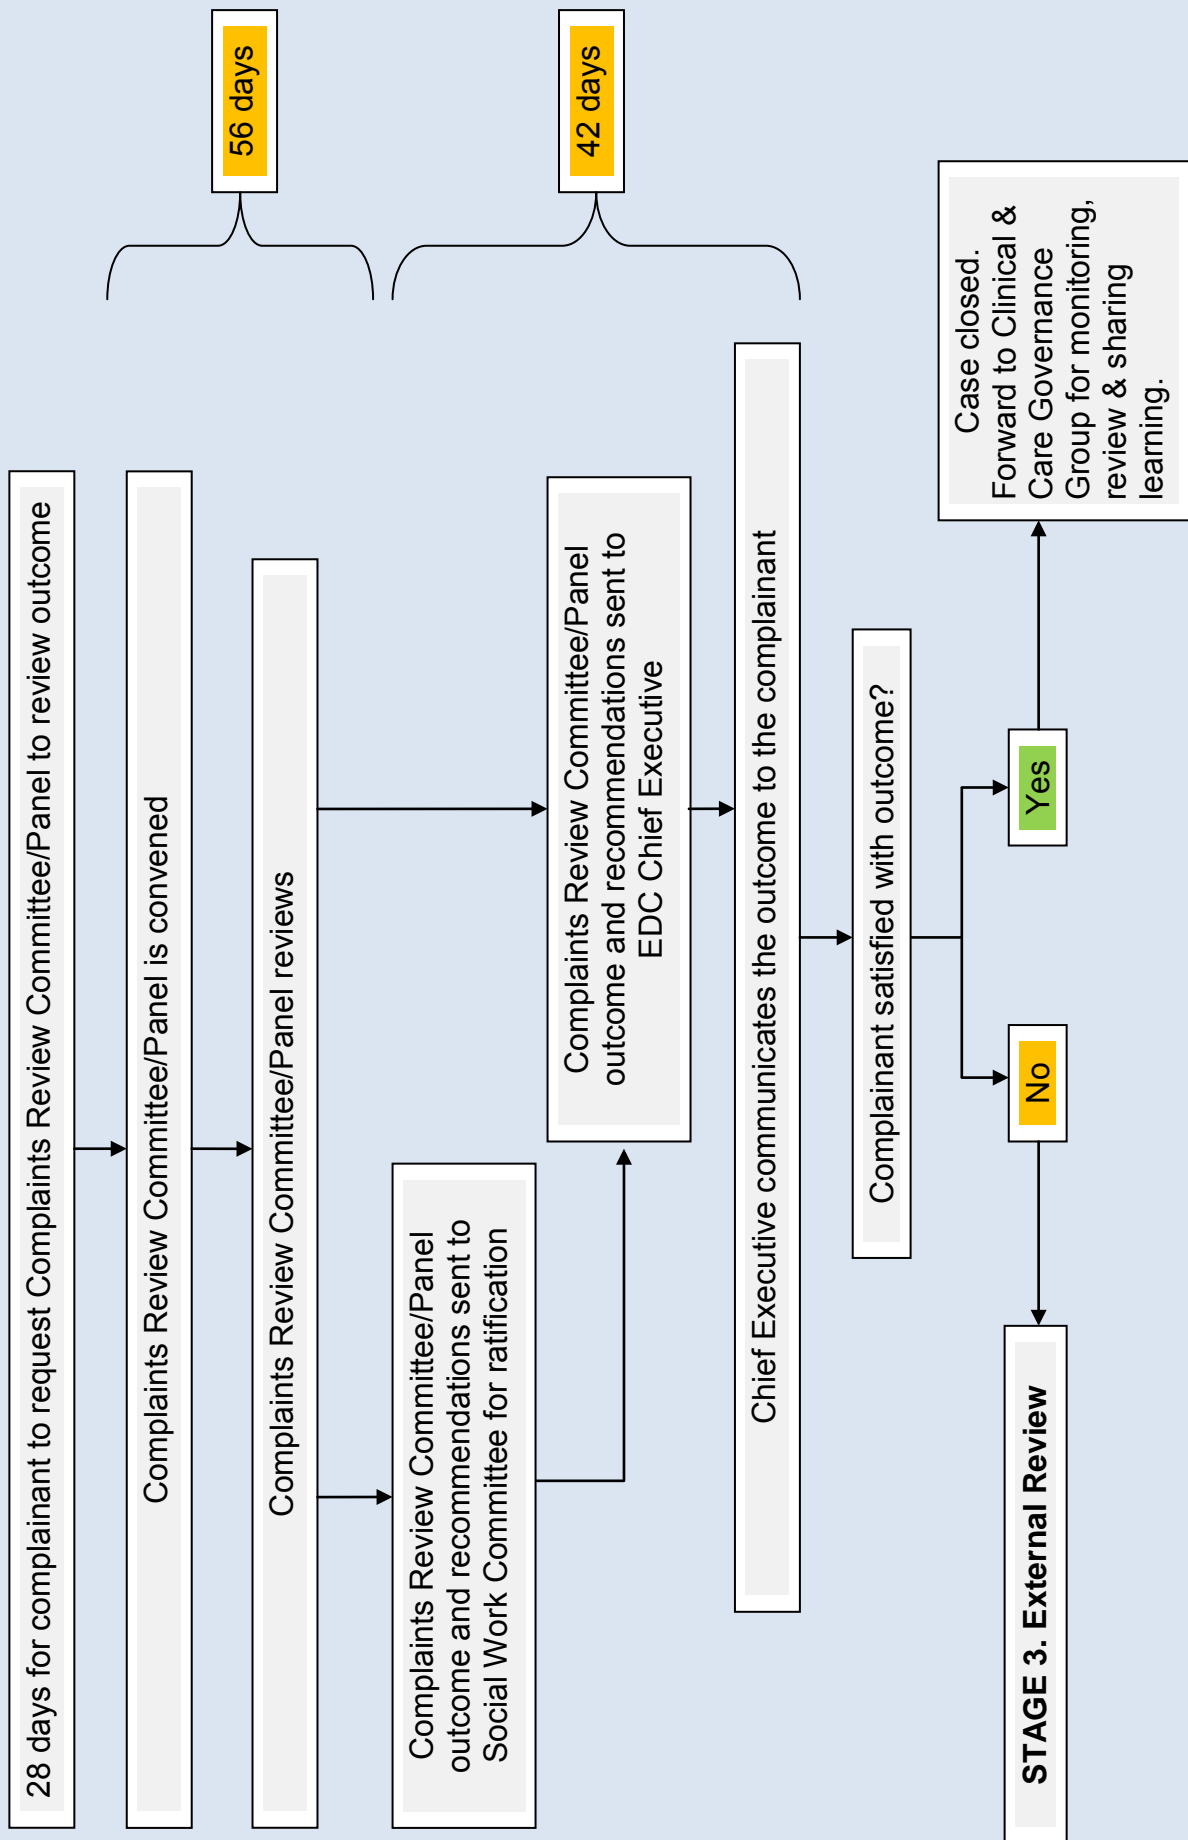 28 days for complainant to request Complaints Review Committee/Panel to review outcome
Complaints Review Committee/Panel is convened
56 days
Complaints Review Committee/Panel reviews
Complaints Review Committee/Panel
outcome and recommendations sent to
Social Work Committee for ratification
Complaints Review Committee/Panel
outcome and recommendations sent to
EDC Chief Executive
42 days
Chief Executive communicates the outcome to the complainant
Complainant satisfied with outcome?
No
Yes
STAGE 3. External Review
Case closed.
Forward to Clinical &
Care Governance
Group for monitoring,
review & sharing
learning.